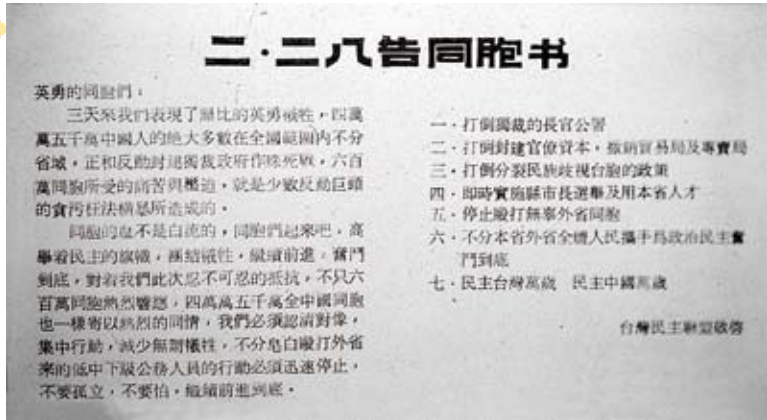 二·二八告同胞书
英勇的同胞們：
三天來我們表現了無比的英勇犧牲，四萬
萬五千萬中國人的絕大多數在全國範圍內不分
省域，正和反動封建獨裁政府作殊死戰，六百
萬同胞所受的痛苦與壓迫，就是少數反動巨頭
的貪污枉法橫暴所造成的。
同胞的血不是白流的，同胞們起來吧，高
舉着民主的旗幟，團結犧牲，繼續前進，奮鬥
到底，對着我們此次忍不可忍的抵抗，不只六
百萬同胞熱烈響應，四萬萬五千萬全中國同胞
也一樣寄以熱烈的同情，我們必須認清對像，
集中行動，減少無謂犧牲，不分皂白毆打外省
來的低中下級公務人員的行動必須迅速停止，
不要孤立，不要怕，繼續前進到底。
一·打倒獨裁的長官公署
二·打倒封建官僚資本，撤銷貿易局及專賣局
三·打倒分裂民族歧視台胞的政策
四·即時實施縣市長選舉及用本省人才
五·停止毆打無辜外省同胞
六·不分本省外省全體人民攜手爲政治民主奮
鬥到底
七·民主台灣萬歲 民主中國萬歲
台灣民主聯盟敬啓